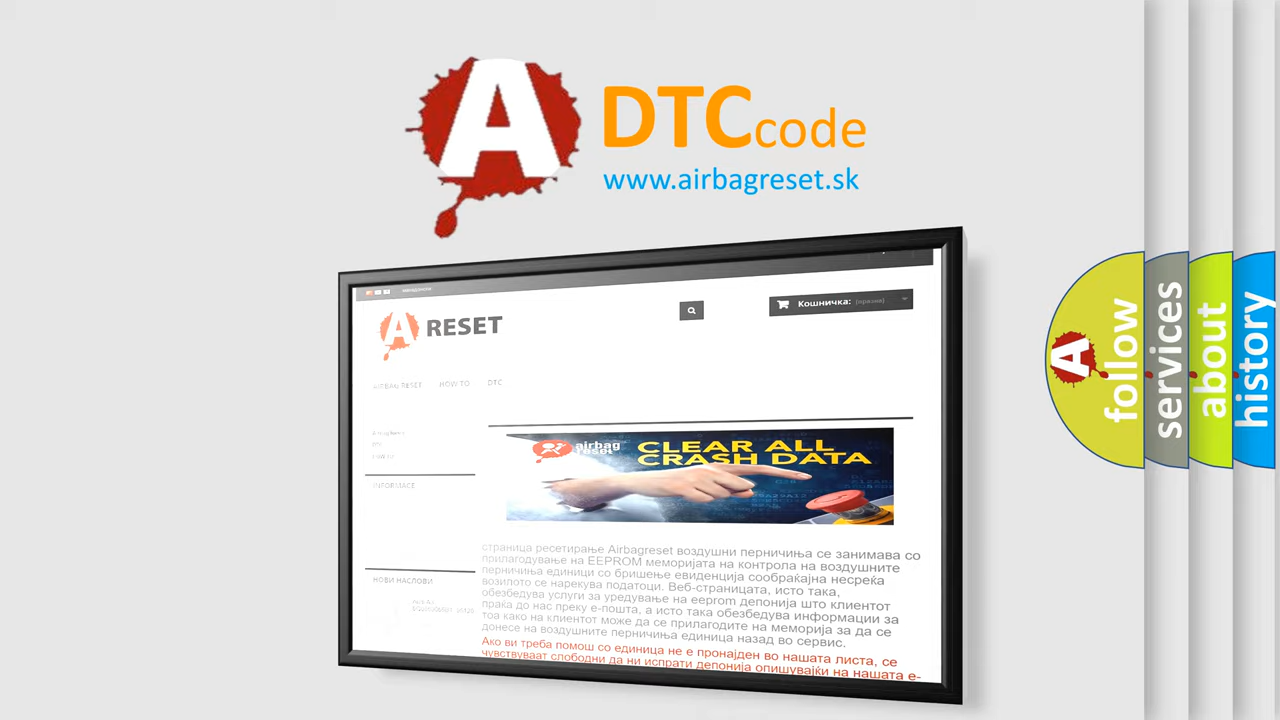 A
DTCcode
www.airbagreset.sk
Кошничка: (празни)
A RESET
AIRBAG RESET HOW TO DTC
airbag
reset
CLEAR ALL
CRASH DATA
INFORMACE
НОВИ НАСЛОВИ
страница ресетирање Airbagreset воздушни перничиња се занимава со
прилагодување на EEPROM меморијата на контрола на воздушните
перничиња единици со бришење евиденција сообраќајна несреќа
возилото се нарекува податоци. Веб-страницата, исто така,
обезбедува услуги за уредување на eeprom депонија што клиентот
праќа до нас преку е-пошта, а исто така обезбедува информации за
тоа како на клиентот може да се прилагодите на меморија за да се
донесе на воздушните перничиња единица назад во сервис.
Ако ви треба помош со единица не е пронајден во нашата листа, се
чувствуваат слободни да ни испрати депонија опишувајќи на нашата е-
A
follow
services
about
history